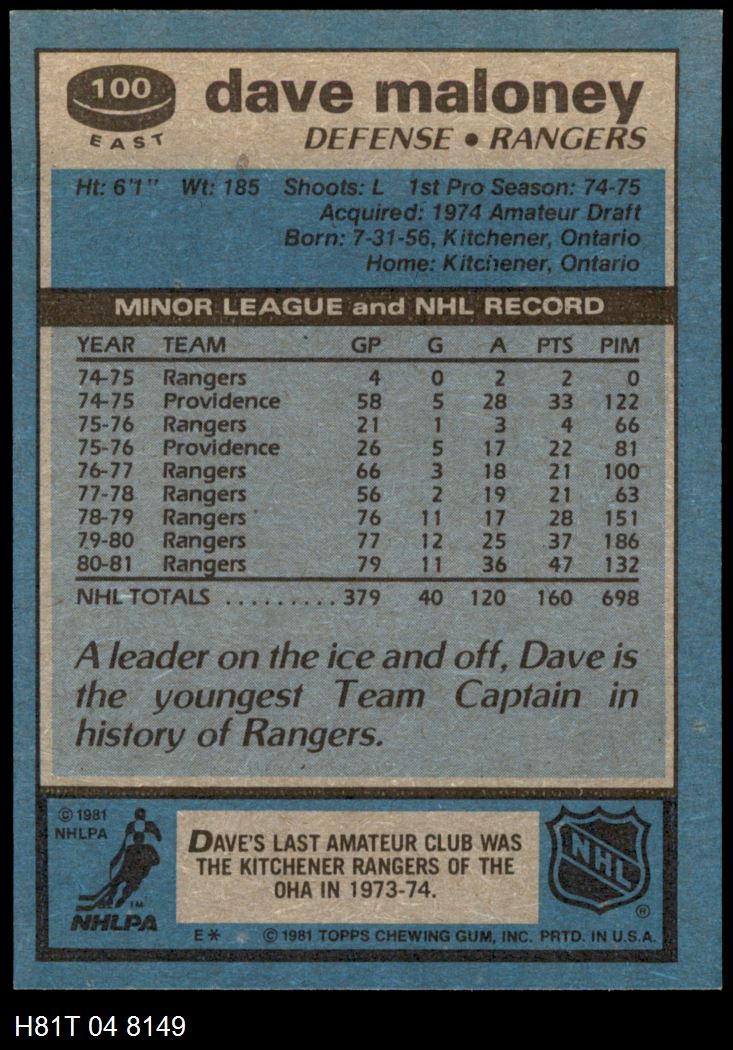 100
EAST
dave maloney
DEFENSE • RANGERS
Ht: 6'1" Wt: 185 Shoots: L 1st Pro Season: 74-75
Acquired: 1974 Amateur Draft
Born: 7-31-56, Kitchener, Ontario
Home: Kitchener, Ontario
MINOR LEAGUE and NHL RECORD
YEAR TEAM GP G A PTS PIM
74-75 Rangers 4 0 2 2 0
74-75 Providence 58 5 28 33 122
75-76 Rangers 21 1 3 4 66
75-76 Providence 26 5 17 22 81
76-77 Rangers 66 3 18 21 100
77-78 Rangers 56 2 19 21 63
78-79 Rangers 76 11 17 28 151
79-80 Rangers 77 12 25 37 186
80-81 Rangers 79 11 36 47 132
NHL TOTALS .......... 379 40 120 160 698
A leader on the ice and off, Dave is
the youngest Team Captain in
history of Rangers.
© 1981
NHLPA
TM
NHLPA
DAVE'S LAST AMATEUR CLUB WAS
THE KITCHENER RANGERS OF THE
OHA IN 1973-74.
NHL
®
E* © 1981 TOPPS CHEWING GUM, INC. PRTD. IN U.S.A.
H81T 04 8149